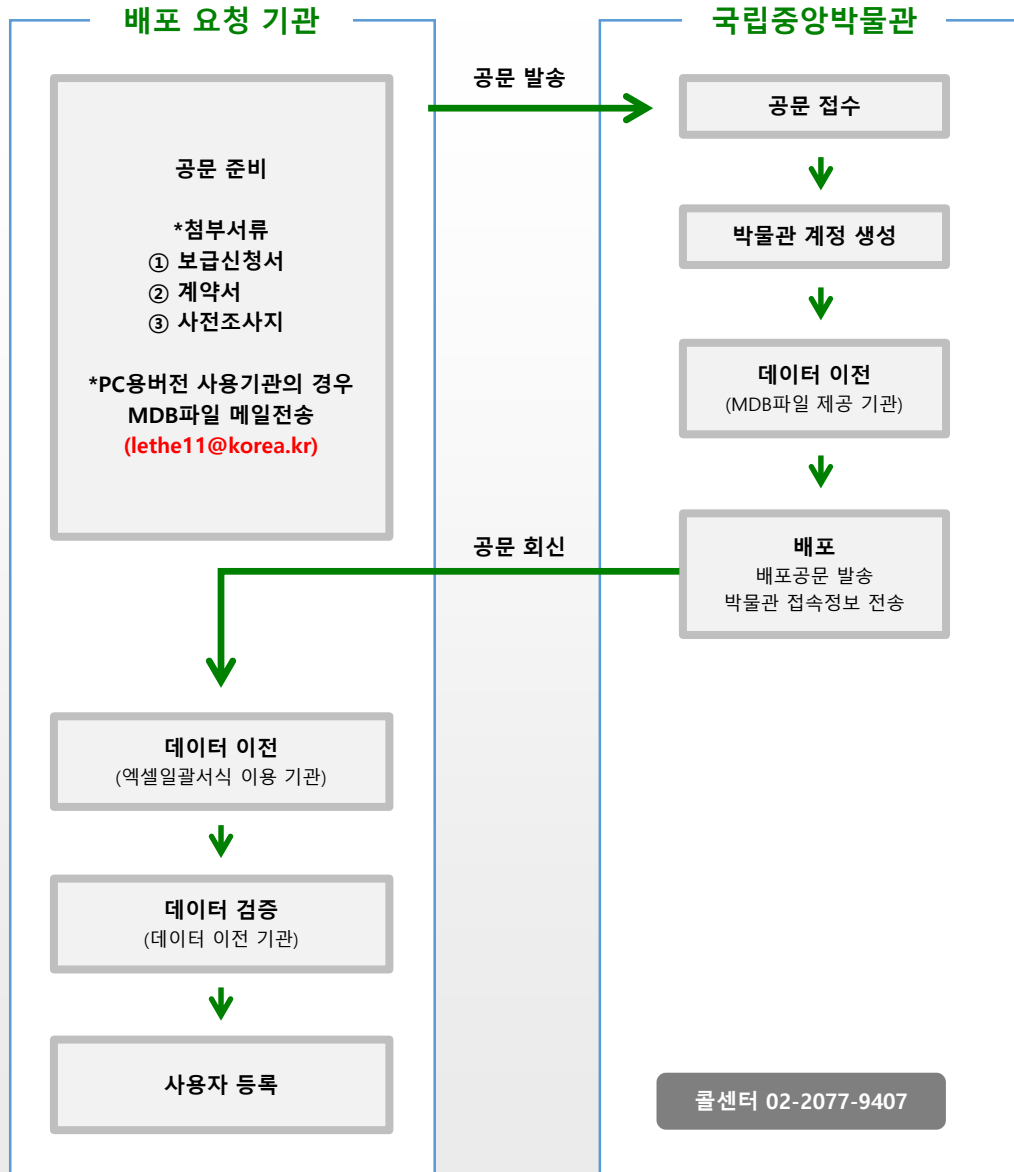 배포 요청 기관
국립중앙박물관
공문 준비
*첨부서류
① 보급신청서
② 계약서
③ 사전조사지
*PC용버전 사용기관의 경우
MDB파일 메일전송
(lethe11@korea.kr)
공문 발송
공문 접수
박물관 계정 생성
데이터 이전
(MDB파일 제공 기관)
배포
배포공문 발송
박물관 접속정보 전송
공문 회신
데이터 이전
(엑셀일괄서식 이용 기관)
데이터 검증
(데이터 이전 기관)
사용자 등록
콜센터 02-2077-9407